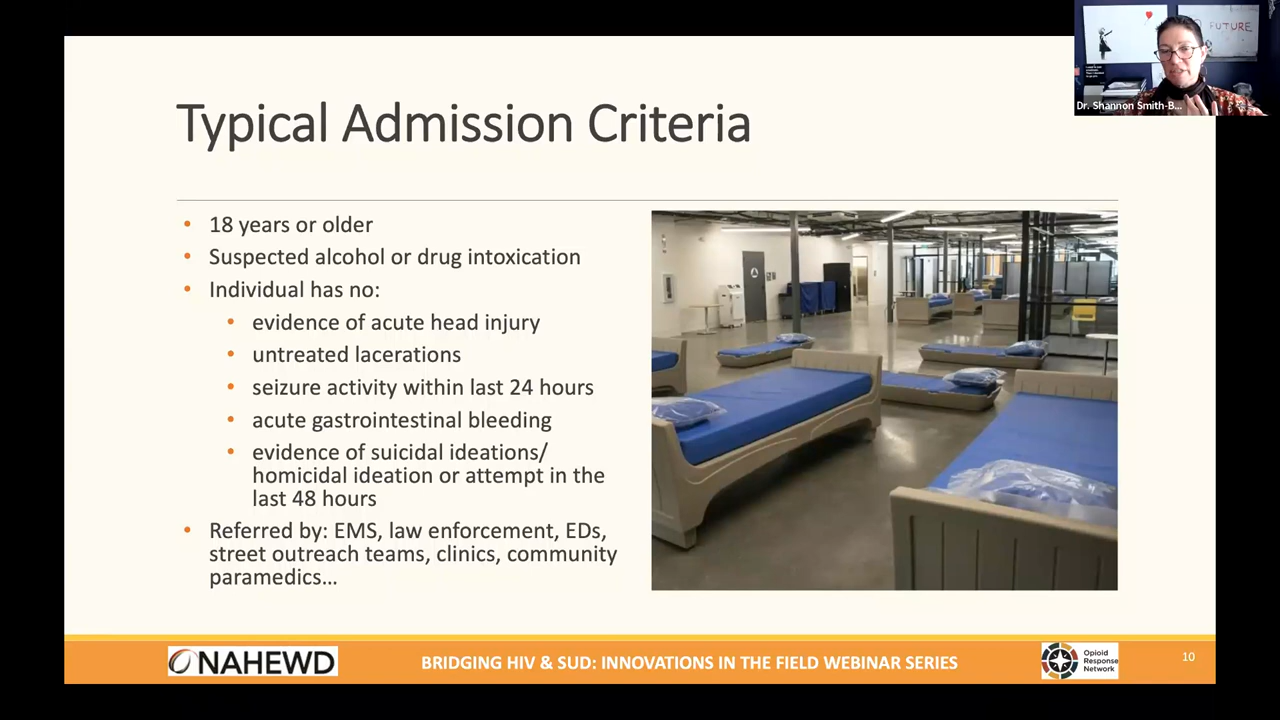 FUTURE
Dr. Shannon Smith-B...
Typical Admission Criteria
• 18 years or older
• Suspected alcohol or drug intoxication
• Individual has no:
• evidence of acute head injury
• untreated lacerations
• seizure activity within last 24 hours
• acute gastrointestinal bleeding
• evidence of suicidal ideations/
homicidal ideation or attempt in the
last 48 hours
• Referred by: EMS, law enforcement, EDs,
street outreach teams, clinics, community
paramedics...
NAHEWD
BRIDGING HIV & SUD: INNOVATIONS IN THE FIELD WEBINAR SERIES
Opioid
Response
Network
10